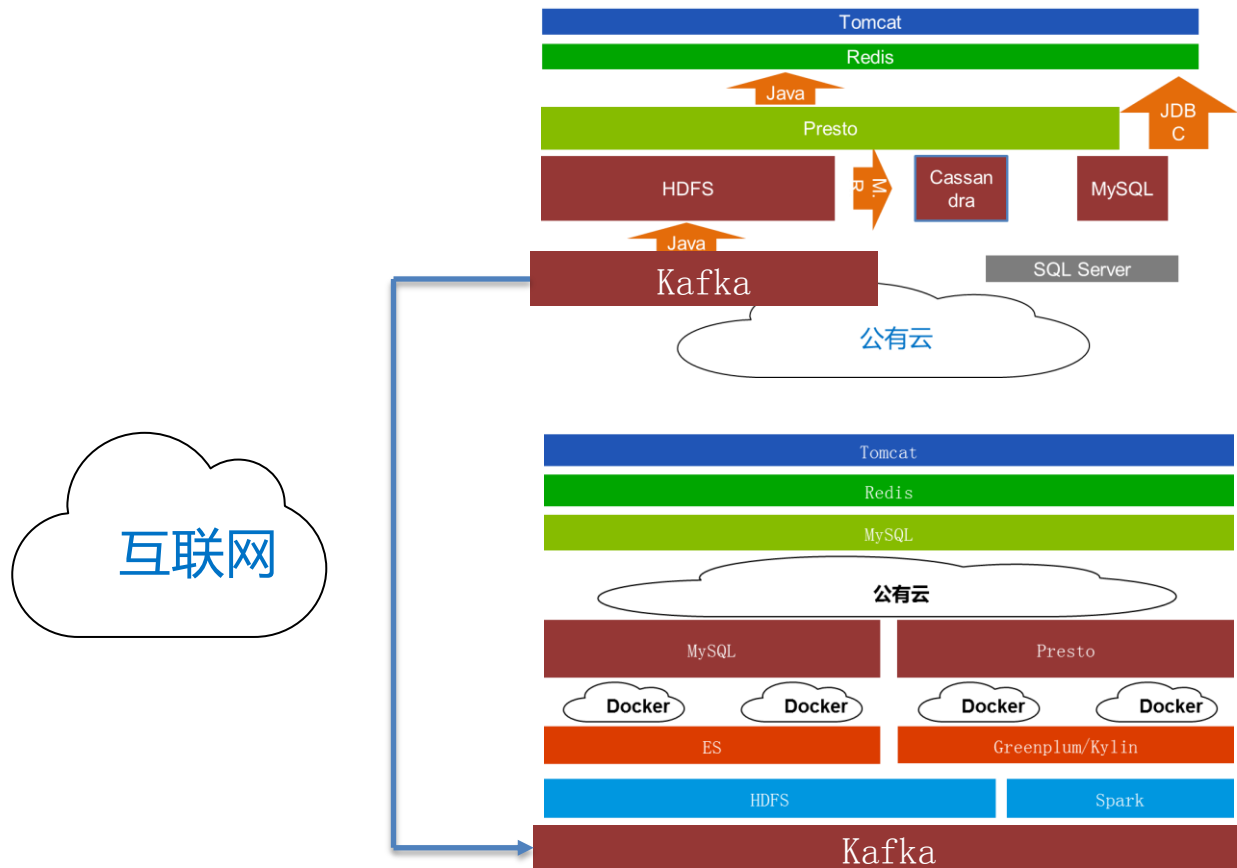 Tomcat
Redis
Java
JDB
C
Presto
HDFS
M.
R
Cassan
dra
MySQL
Java
Kafka
SQL Server
公有云
互联网
Tomcat
Redis
MySQL
公有云
MySQL
Presto
Docker
Docker
Docker
Docker
ES
Greenplum/Kylin
HDFS
Spark
Kafka